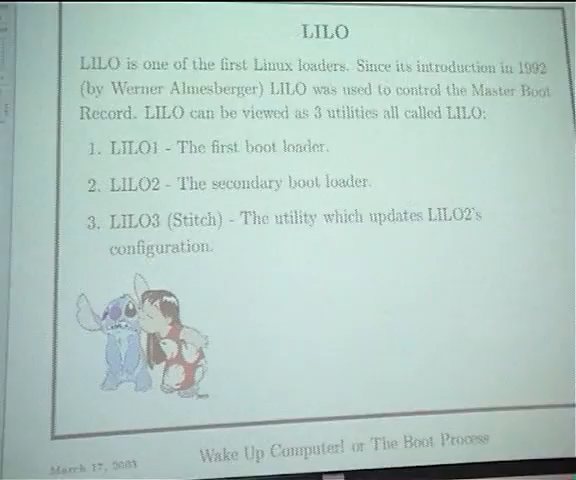 LILO
LILO is one of the first Linux loaders. Since its introduction in 1992
(by Werner Almesberger) LILO was used to control the Master Boot
Record. LILO can be viewed as 3 utilities all called LILO:
1. LILO1 - The first boot loader.
2. LILO2 - The secondary boot loader.
3. LILO3 (Stitch) - The utility which updates LILO2's
configuration.
Wake Up Computer! or The Boot Process
March 17, 2003